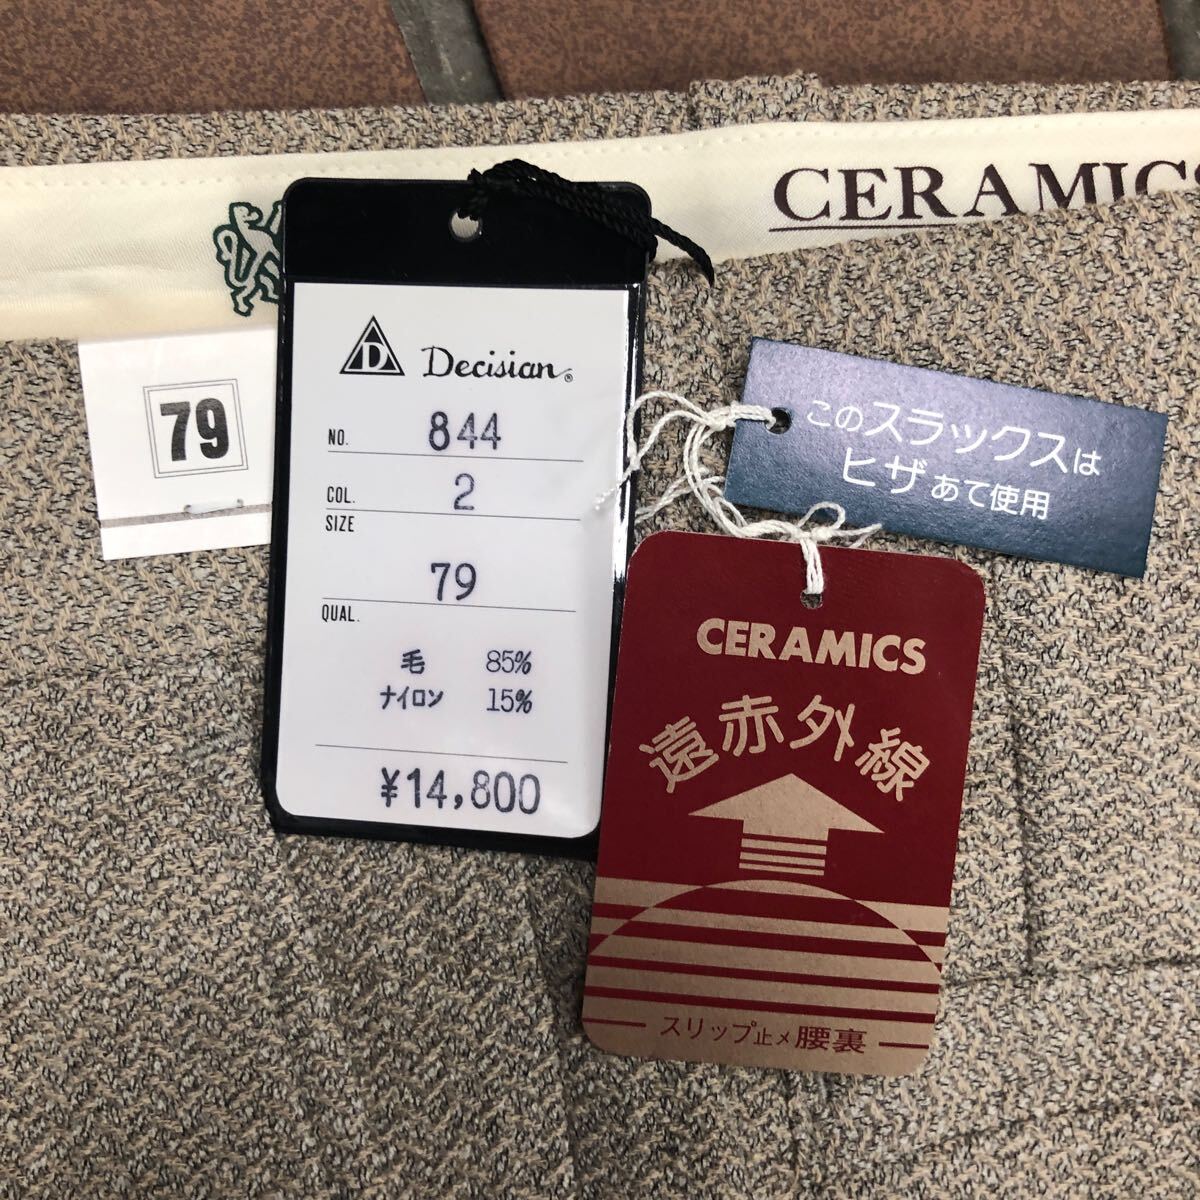 CERAMICS
79
D
Decisian®
NO. 844
COL. 2
SIZE
79
QUAL.
毛 85%
ナイロン 15%
¥14,800
このスラックスは
ヒザあて使用
CERAMICS
遠赤外線
スリップ止メ腰裏